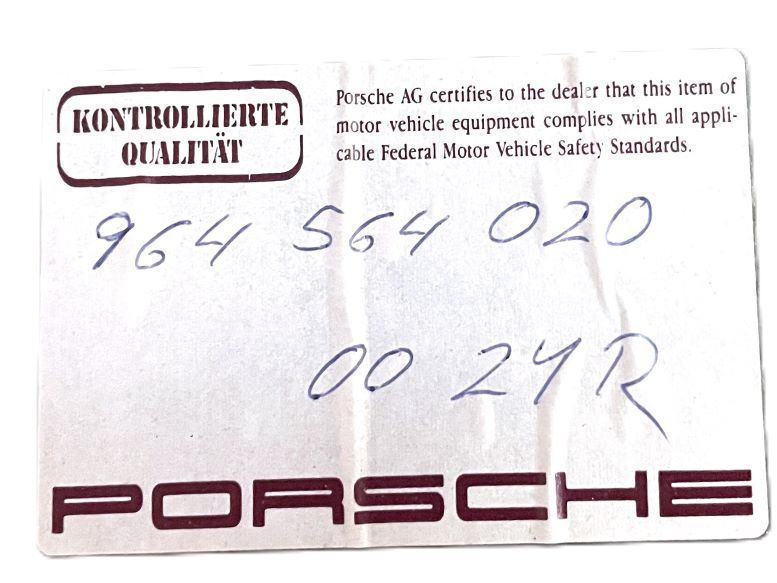 KONTROLLIERTE
QUALITÄT
Porsche AG certifies to the dealer that this item of
motor vehicle equipment complies with all appli-
cable Federal Motor Vehicle Safety Standards.
964 564 020
00 24R
PORSCHE